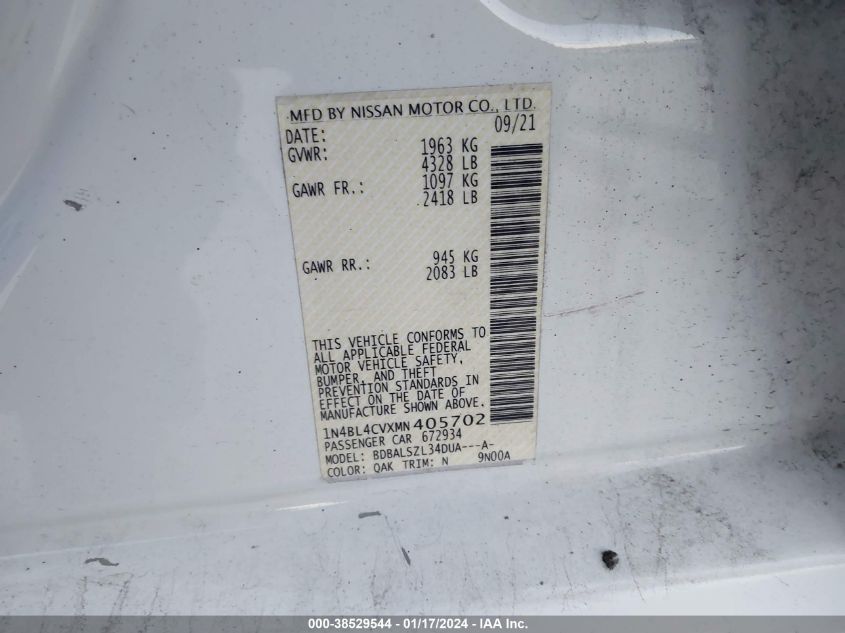 MFD BY NISSAN MOTOR CO., LTD.
DATE: 09/21
GVWR: 1963 KG
4328 LB
GAWR FR.: 1097 KG
2418 LB
GAWR RR.: 945 KG
2083 LB
THIS VEHICLE CONFORMS TO
ALL APPLICABLE FEDERAL
MOTOR VEHICLE SAFETY,
BUMPER, AND THEFT
PREVENTION STANDARDS IN
EFFECT ON THE DATE OF
MANUFACTURE SHOWN ABOVE.
1N4BL4CVXMN405702
PASSENGER CAR 672934
MODEL: BDBALSZL34DUA---A-
COLOR: QAK TRIM: N 9N00A
000-38529544 - 01/17/2024 - IAA Inc.